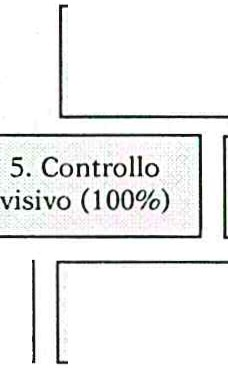 5. Controllo
visivo (100%)